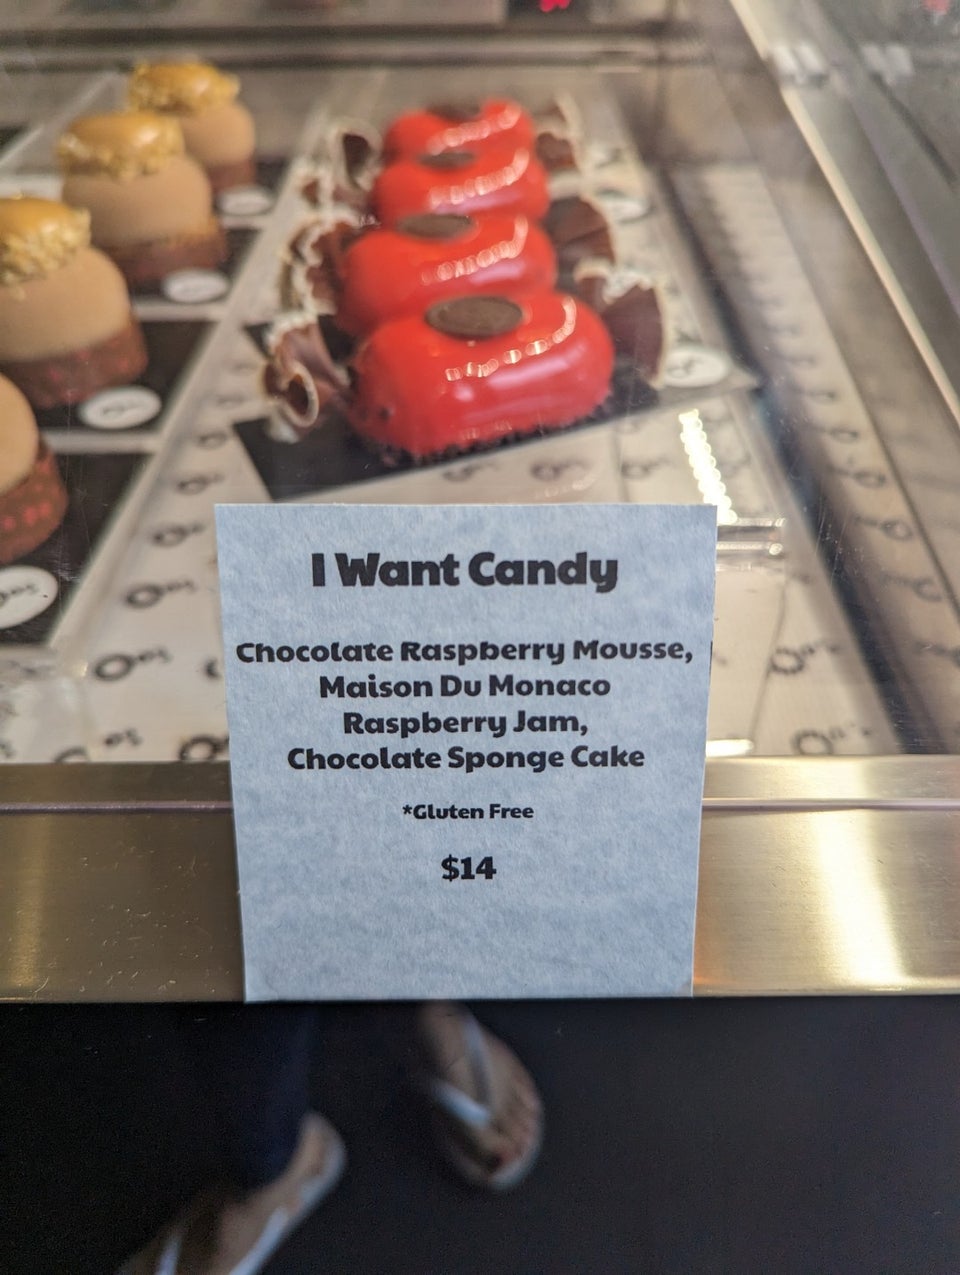 I Want Candy
Chocolate Raspberry Mousse,
Maison Du Monaco
Raspberry Jam,
Chocolate Sponge Cake
*Gluten Free
$14